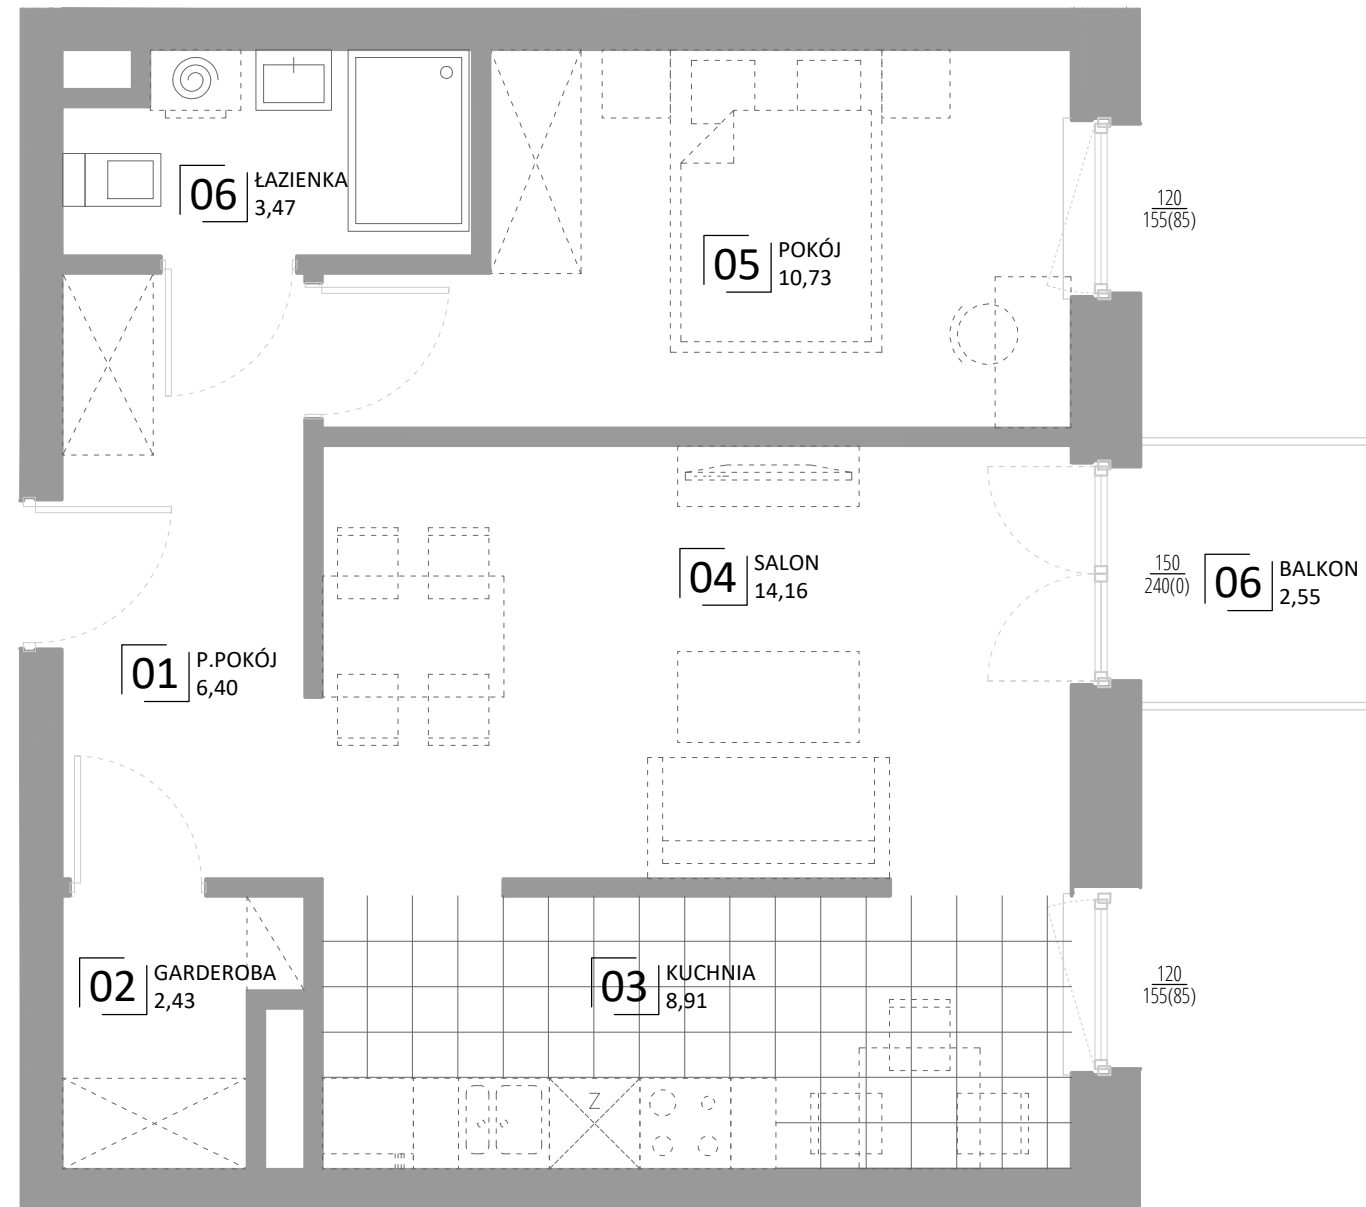 06 ŁAZIENKA
3,47
120
155(85)
05 POKÓJ
10,73
04 SALON
14,16
150
240(0)
06 BALKON
2,55
01 P.POKÓJ
6,40
02 GARDEROBA
2,43
03 KUCHNIA
8,91
120
155(85)
Z